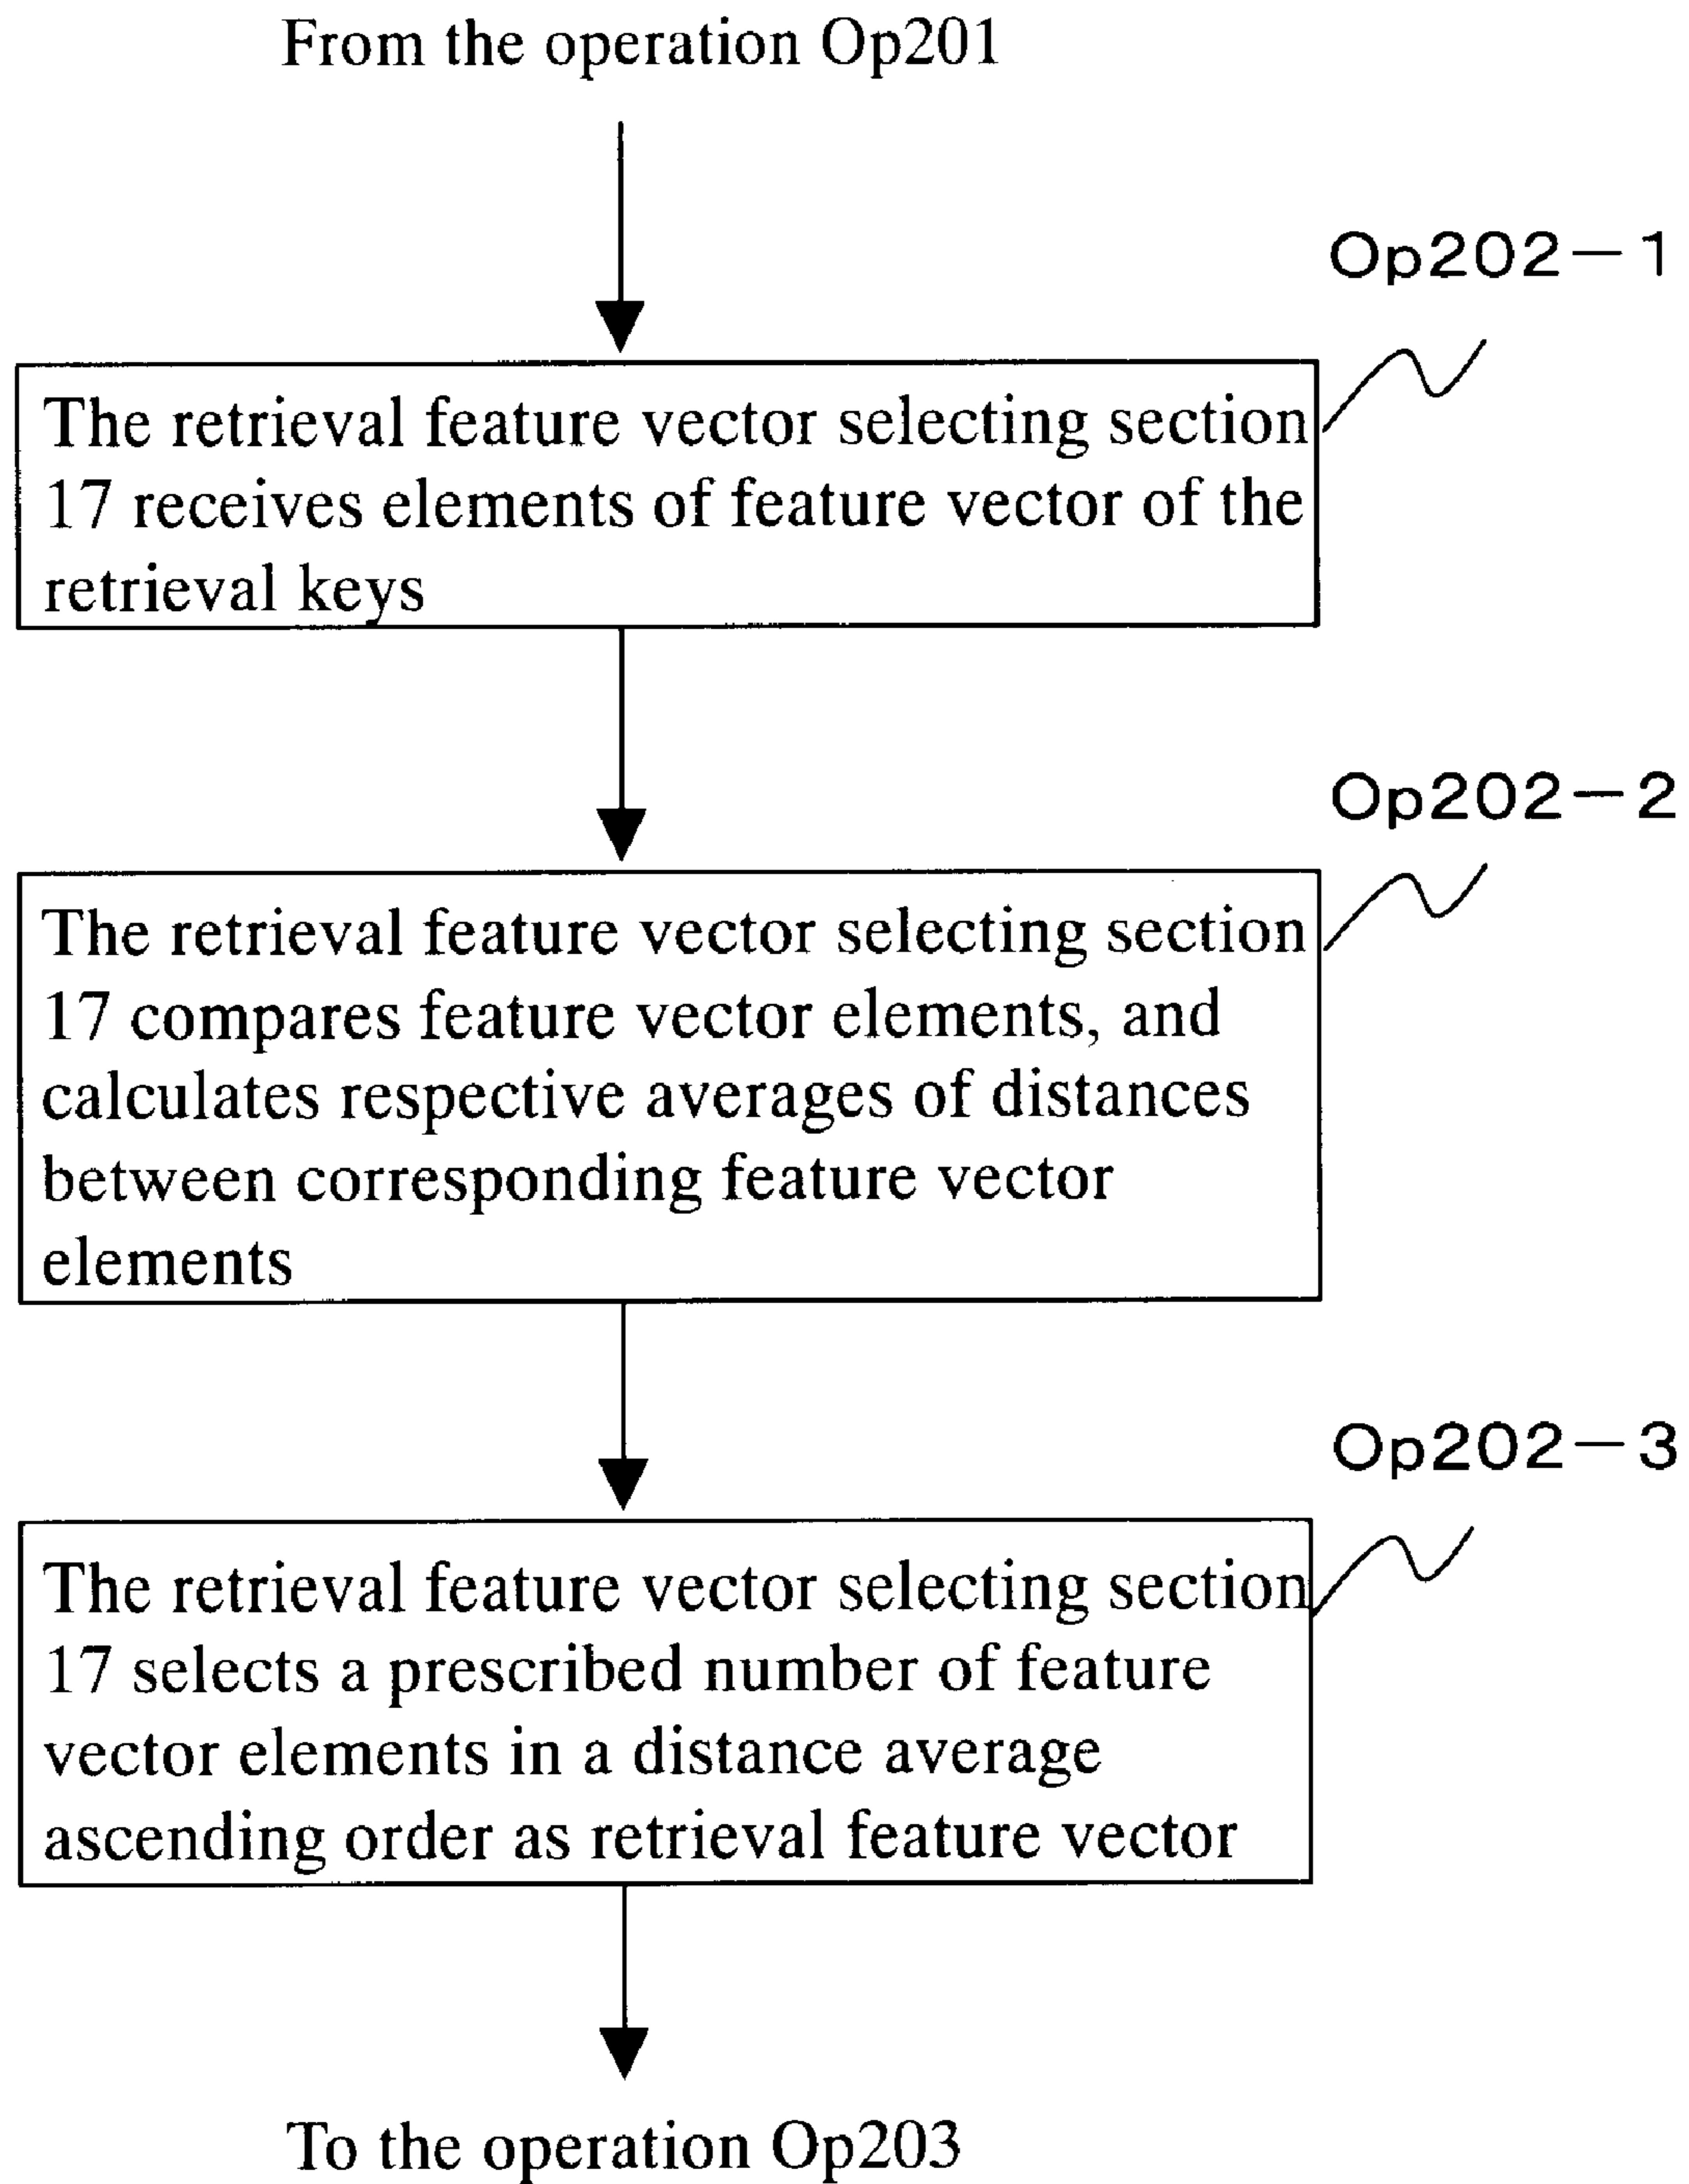 From the operation Op201
Op202-1
The retrieval feature vector selecting section
17 receives elements of feature vector of the
retrieval keys
Op202-2
The retrieval feature vector selecting section
17 compares feature vector elements, and
calculates respective averages of distances
between corresponding feature vector
elements
Op202-3
The retrieval feature vector selecting section
17 selects a prescribed number of feature
vector elements in a distance average
ascending order as retrieval feature vector
To the operation Op203